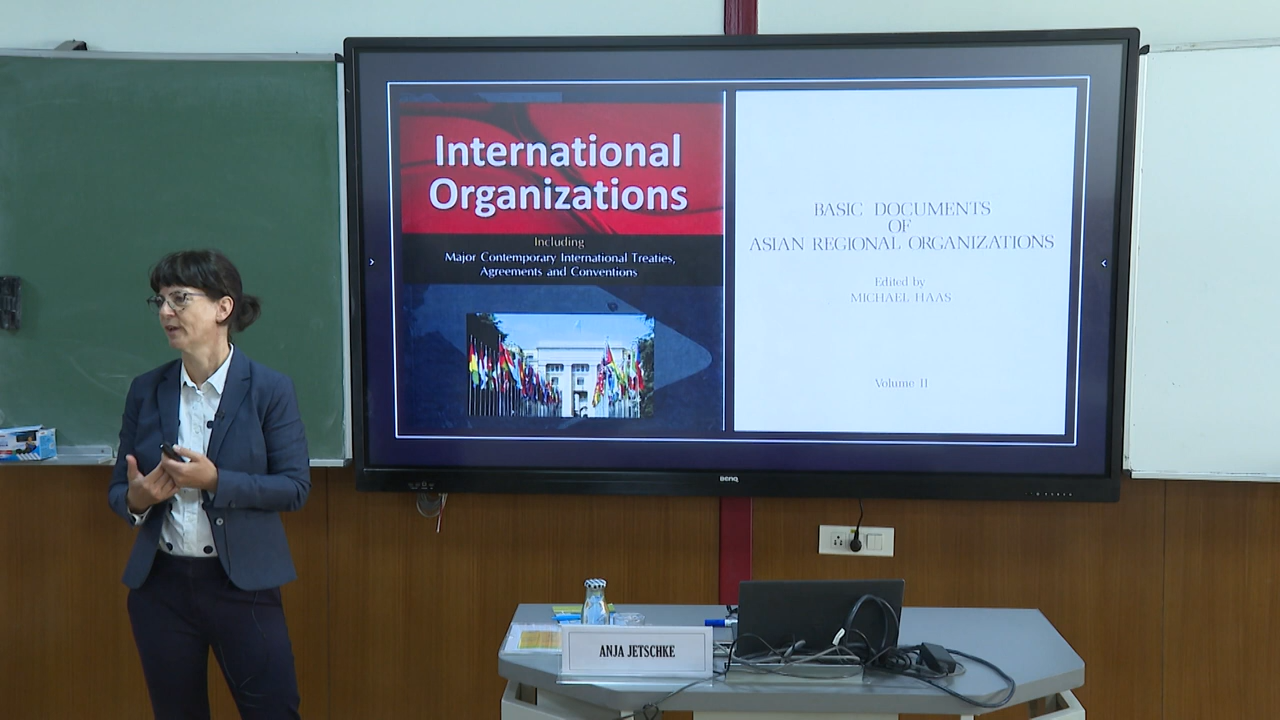 International
Organizations
Including
Major Contemporary International Treaties,
Agreements and Conventions
BASIC DOCUMENTS
OF
ASIAN REGIONAL ORGANIZATIONS
Edited by
MICHAEL HAAS
Volume II
BenQ
ANJA JETSCHKE